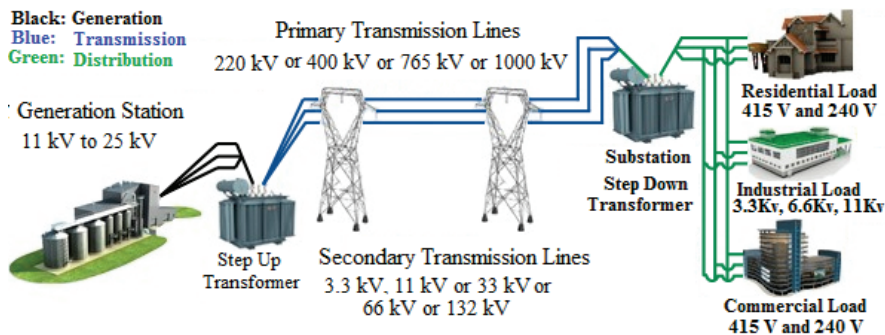 Black: Generation
Blue: Transmission
Green: Distribution
Primary Transmission Lines
220 kV or 400 kV or 765 kV or 1000 kV
Generation Station
11 kV to 25 kV
Step Up
Transformer
Secondary Transmission Lines
3.3 kV, 11 kV or 33 kV or
66 kV or 132 kV
Substation
Step Down
Transformer
Residential Load
415 V and 240 V
Industrial Load
3.3Kv, 6.6Kv, 11Kv
Commercial Load
415 V and 240 V